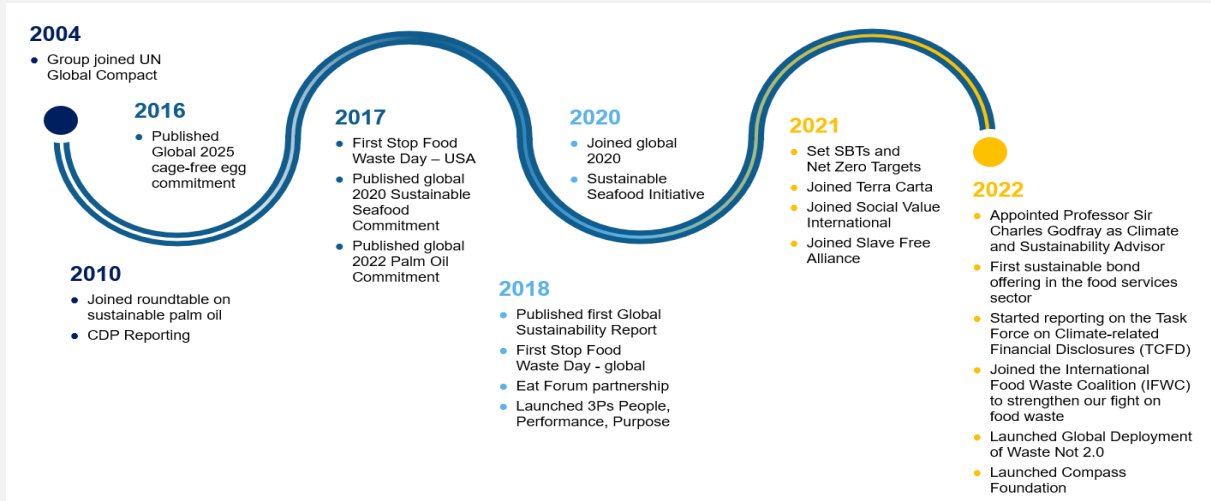 2004
• Group joined UN
Global Compact
2010
• Joined roundtable on
sustainable palm oil
• CDP Reporting
2016
• Published
Global 2025
cage-free egg
commitment
2017
• First Stop Food
Waste Day – USA
• Published global
2020 Sustainable
Seafood
Commitment
• Published global
2022 Palm Oil
Commitment
2018
• Published first Global
Sustainability Report
• First Stop Food
Waste Day - global
• Eat Forum partnership
• Launched 3Ps People,
Performance, Purpose
2020
• Joined global
2020
• Sustainable
Seafood Initiative
2021
• Set SBTs and
Net Zero Targets
• Joined Terra Carta
• Joined Social Value
International
• Joined Slave Free
Alliance
2022
• Appointed Professor Sir
Charles Godfray as Climate
and Sustainability Advisor
• First sustainable bond
offering in the food services
sector
• Started reporting on the Task
Force on Climate-related
Financial Disclosures (TCFD)
• Joined the International
Food Waste Coalition (IFWC)
to strengthen our fight on
food waste
• Launched Global Deployment
of Waste Not 2.0
• Launched Compass
Foundation